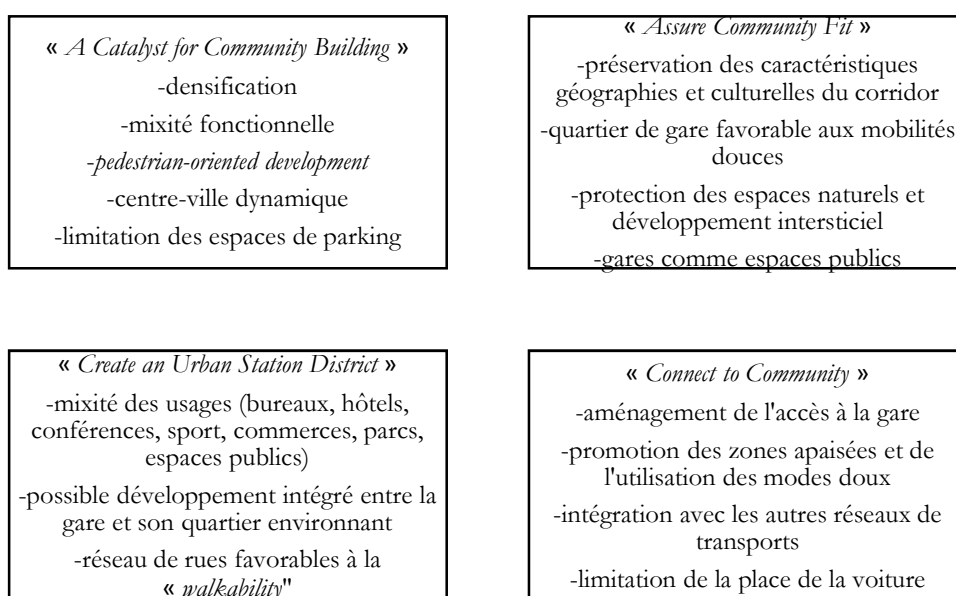 « A Catalyst for Community Building »
-densification
-mixité fonctionnelle
-pedestrian-oriented development
-centre-ville dynamique
-limitation des espaces de parking
« Assure Community Fit »
-préservation des caractéristiques
géographies et culturelles du corridor
-quartier de gare favorable aux mobilités
douces
-protection des espaces naturels et
développement intersticiel
-gares comme espaces publics
« Create an Urban Station District »
-mixité des usages (bureaux, hôtels,
conférences, sport, commerces, parcs,
espaces publics)
-possible développement intégré entre la
gare et son quartier environnant
-réseau de rues favorables à la
« walkability"
« Connect to Community »
-aménagement de l'accès à la gare
-promotion des zones apaisées et de
l'utilisation des modes doux
-intégration avec les autres réseaux de
transports
-limitation de la place de la voiture